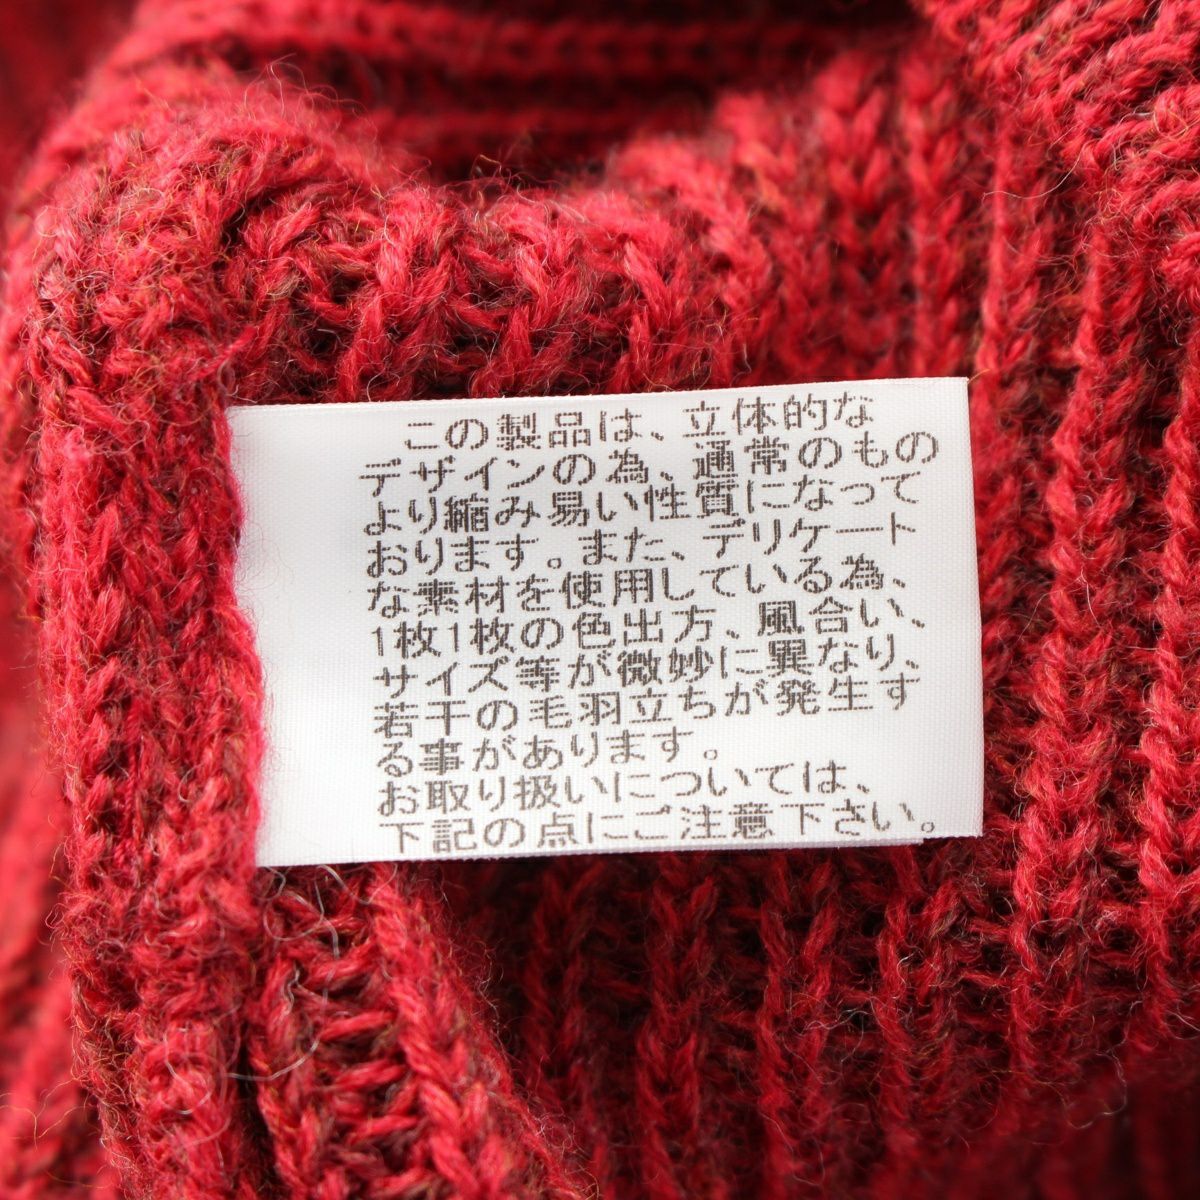 この製品は、立体的な
デザインの為、通常のもの
より縮み易い性質になって
おります。また、デリケート
な素材を使用している為、
1枚1枚の色出方、風合い、
サイズ等が微妙に異なり、
若干の毛羽立ちが発生す
る事があります。
お取り扱いについては、
下記の点にご注意下さい。